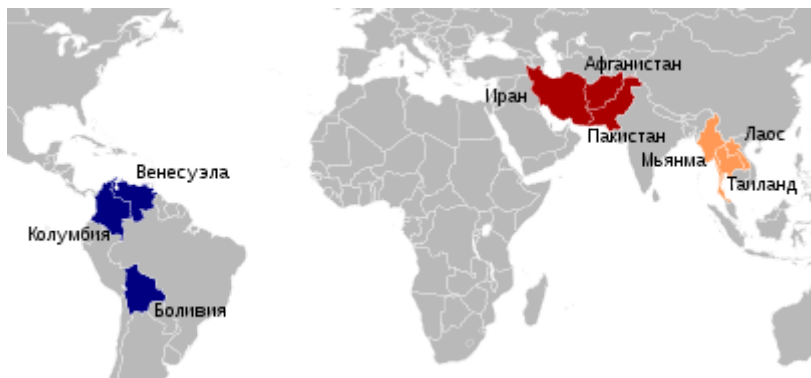 Афганистан
Иран
Пакистан
Лаос
Мьянма
Таиланд
Венесуэла
Колумбия
Боливия